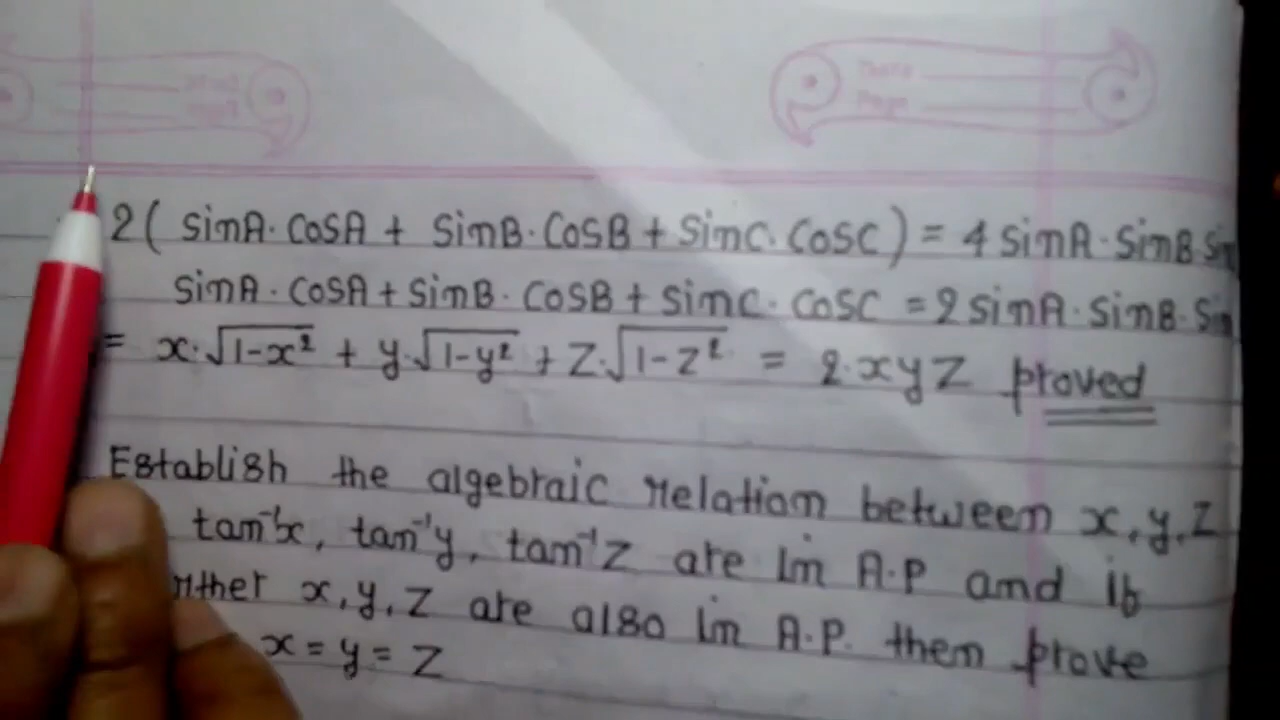 2( sinA·cosA + sinB·cosB + sinC·cosC ) = 4 sinA·sinB
sinA·cosA + sinB·cosB + sinC·cosC = 2 sinA·sinB·
= x·√1-x² + y·√1-y² + z·√1-z² = 2·xyz proved
Establish the algebraic relation between x, y, z
tan⁻¹x, tan⁻¹y, tan⁻¹z are in A.P and if
x, y, z are also in A.P. then prove
x = y = z